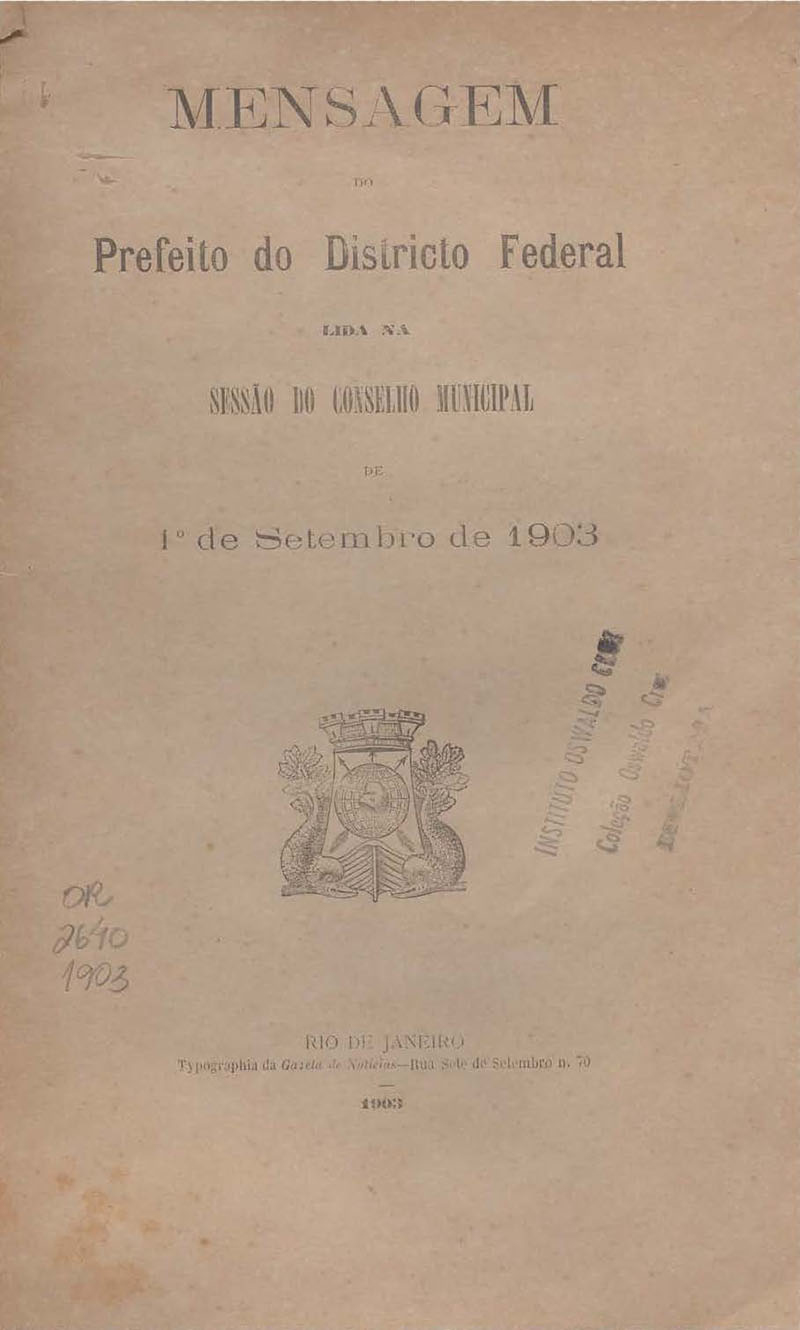 MENSAGEM
DO
Prefeito do Districto Federal
LIDA NA
SESSÃO DO CONSELHO MUNICIPAL
DE
1º de Setembro de 1903
INSTITUTO OSWALDO CRUZ
Coleção Oswaldo Cruz
OR
1903
RIO DE JANEIRO
Typographia da Gazeta de Noticias—Rua Sete de Setembro n. 70
1903